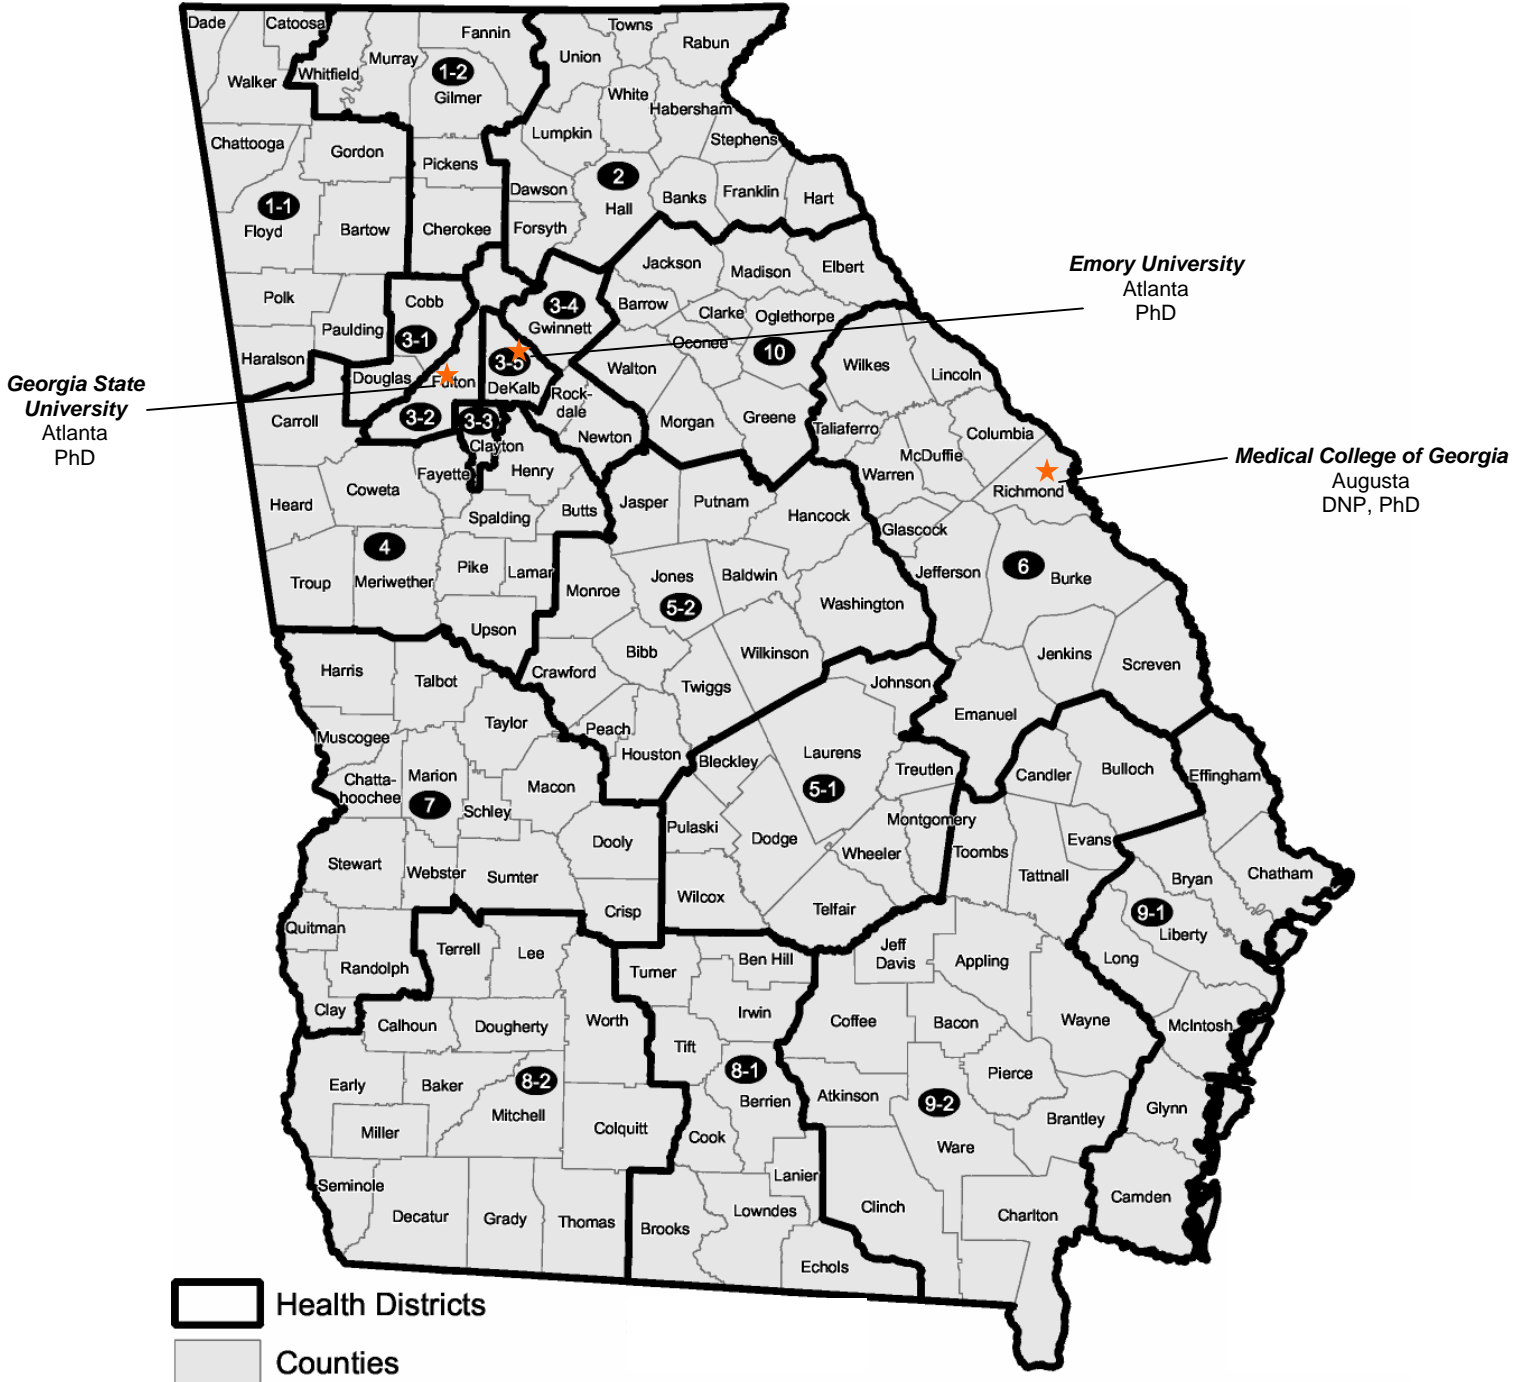 Dade
Catoosa
Fannin
Towns
Rabun
Union
Murray
Whitfield
Walker
1-2
Gilmer
White
Habersham
Lumpkin
Stephens
Chattooga
Gordon
Pickens
2
Dawson
Hall
Banks
Franklin
Hart
1-1
Floyd
Bartow
Cherokee
Forsyth
Jackson
Madison
Elbert
Emory University
Atlanta
PhD
Polk
Cobb
3-4
Gwinnett
Barrow
Clarke
Oglethorpe
Paulding
3-1
Oconee
10
Haralson
3-5
Walton
Wilkes
Lincoln
Georgia State
University
Atlanta
PhD
Douglas
Fulton
DeKalb
Rock-
dale
Carroll
3-2
3-3
Morgan
Greene
Taliaferro
Columbia
Clayton
Newton
McDuffie
Medical College of Georgia
Augusta
DNP, PhD
Fayette
Henry
Warren
Richmond
Heard
Coweta
Spalding
Butts
Jasper
Putnam
Hancock
Glascock
4
Troup
Meriwether
Pike
Lamar
Monroe
Jones
Baldwin
Jefferson
6
Burke
5-2
Washington
Upson
Bibb
Wilkinson
Jenkins
Screven
Harris
Talbot
Crawford
Twiggs
Johnson
Taylor
Peach
Emanuel
Muscogee
Houston
Bleckley
Laurens
Treutlen
Candler
Bulloch
Effingham
Chatta-
hoochee
Marion
7
Macon
5-1
Schley
Pulaski
Montgomery
Dodge
Dooly
Wheeler
Toombs
Evans
Stewart
Webster
Sumter
Tattnall
Bryan
Chatham
Crisp
Wilcox
Telfair
9-1
Liberty
Quitman
Terrell
Lee
Jeff
Davis
Appling
Long
Randolph
Turner
Ben Hill
Clay
Calhoun
Dougherty
Worth
Irwin
Coffee
Bacon
Wayne
McIntosh
Tift
8-1
Early
Baker
8-2
Mitchell
Berrien
Atkinson
9-2
Pierce
Glynn
Miller
Colquitt
Cook
Ware
Brantley
Lanier
Seminole
Decatur
Grady
Thomas
Brooks
Lowndes
Clinch
Charlton
Camden
Echols
Health Districts
Counties